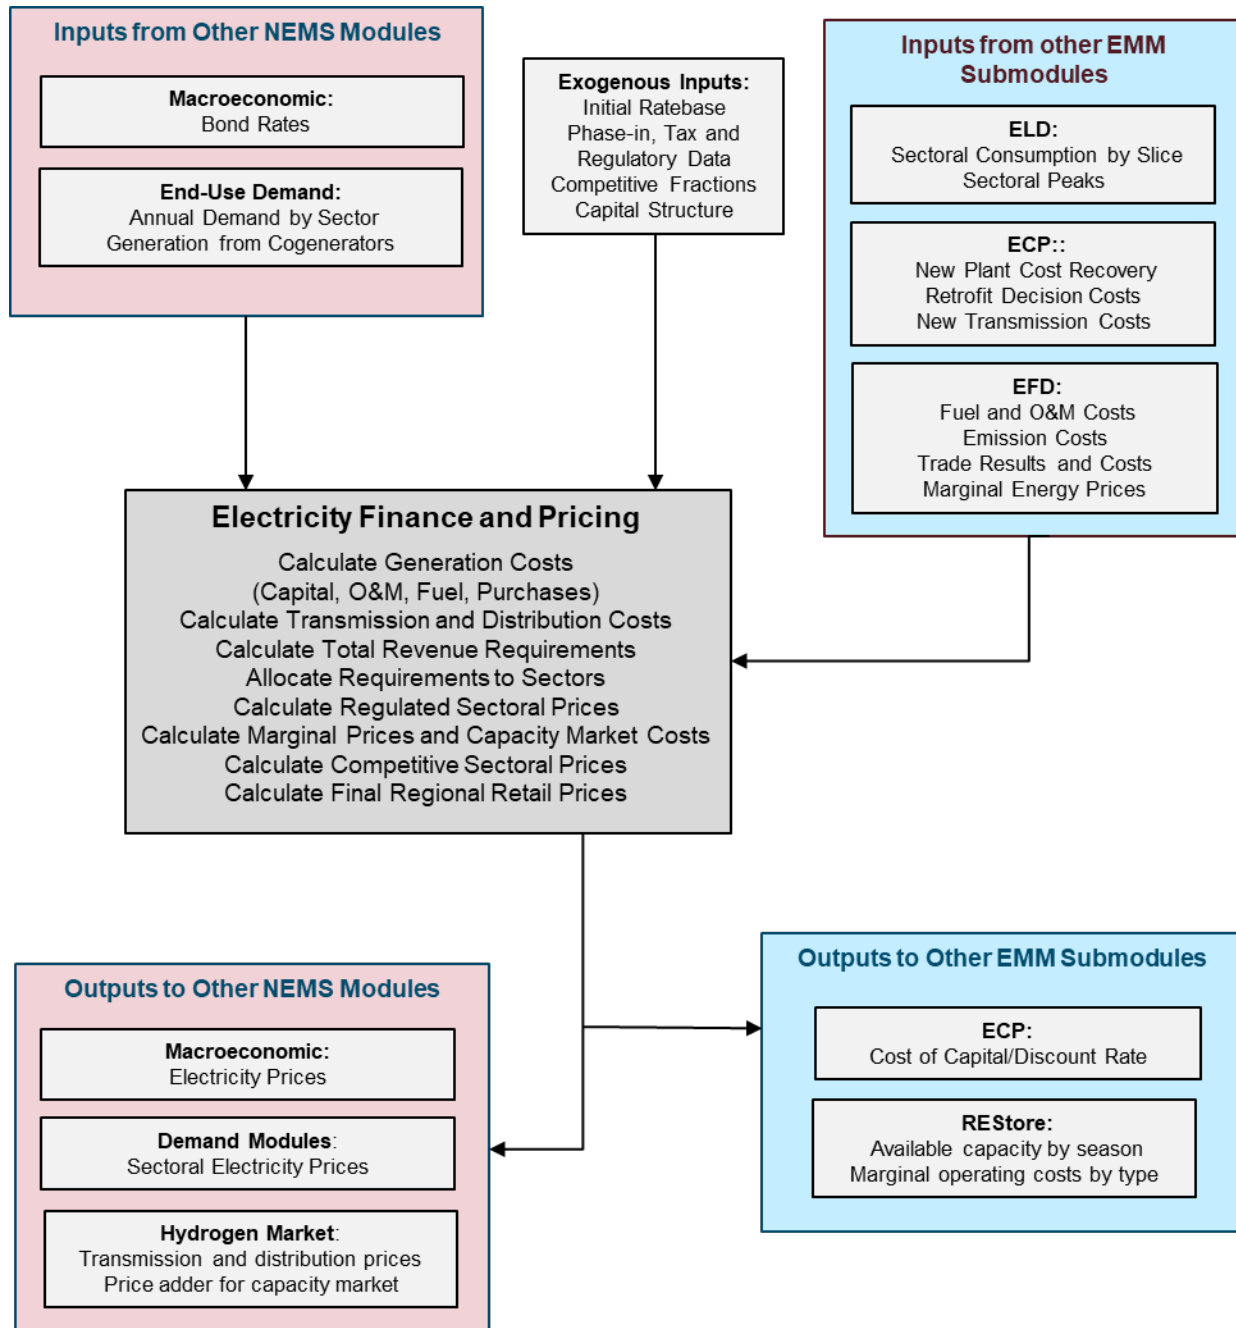 Inputs from Other NEMS Modules
Macroeconomic:
Bond Rates
End-Use Demand:
Annual Demand by Sector
Generation from Cogenerators
Exogenous Inputs:
Initial Ratebase
Phase-in, Tax and
Regulatory Data
Competitive Fractions
Capital Structure
Inputs from other EMM
Submodules
ELD:
Sectoral Consumption by Slice
Sectoral Peaks
ECP::
New Plant Cost Recovery
Retrofit Decision Costs
New Transmission Costs
EFD:
Fuel and O&M Costs
Emission Costs
Trade Results and Costs
Marginal Energy Prices
Electricity Finance and Pricing
Calculate Generation Costs
(Capital, O&M, Fuel, Purchases)
Calculate Transmission and Distribution Costs
Calculate Total Revenue Requirements
Allocate Requirements to Sectors
Calculate Regulated Sectoral Prices
Calculate Marginal Prices and Capacity Market Costs
Calculate Competitive Sectoral Prices
Calculate Final Regional Retail Prices
Outputs to Other NEMS Modules
Macroeconomic:
Electricity Prices
Demand Modules:
Sectoral Electricity Prices
Hydrogen Market:
Transmission and distribution prices
Price adder for capacity market
Outputs to Other EMM Submodules
ECP:
Cost of Capital/Discount Rate
REStore:
Available capacity by season
Marginal operating costs by type